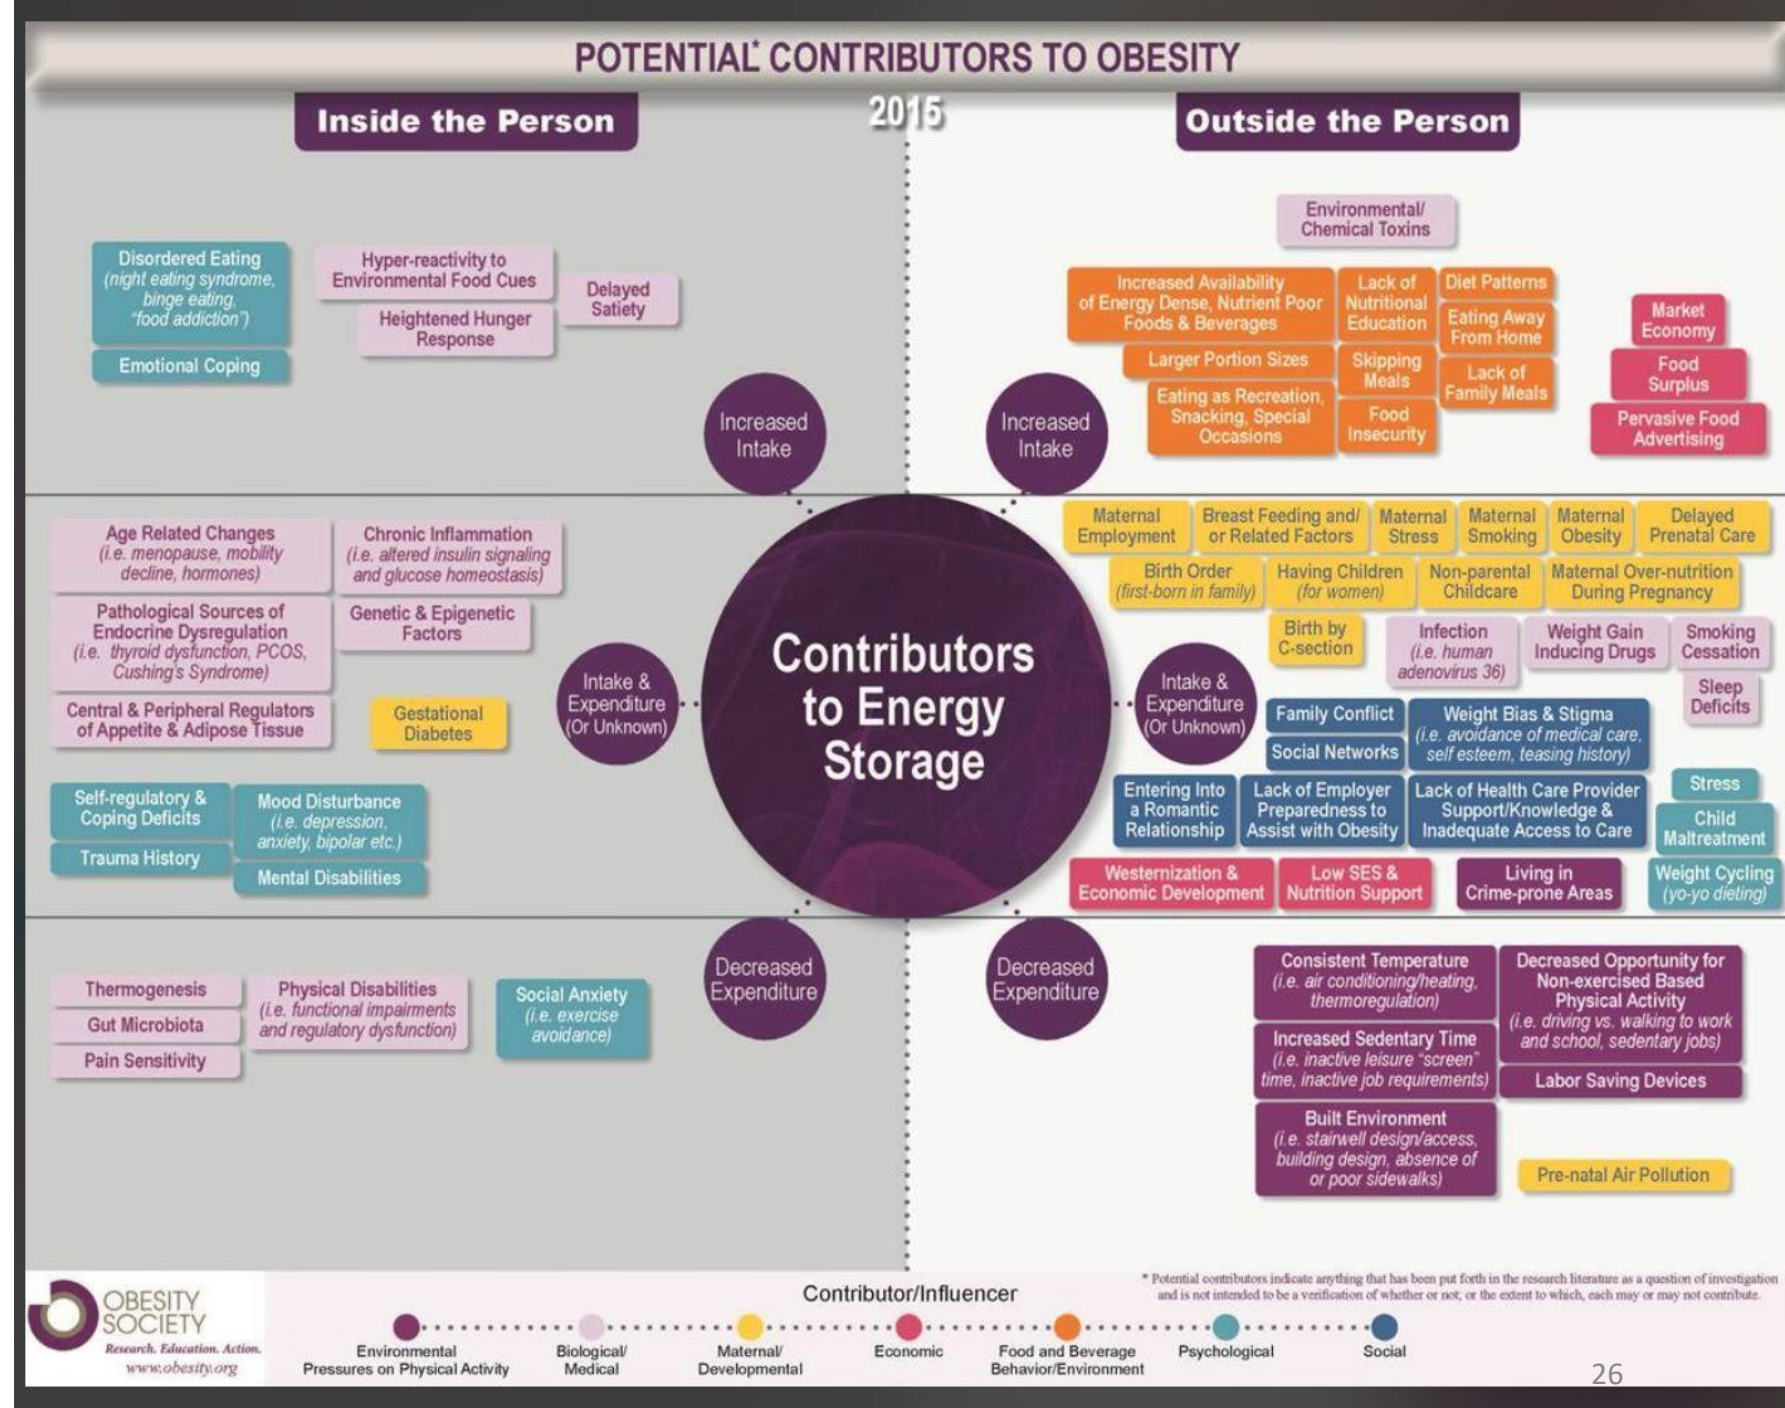 POTENTIAL* CONTRIBUTORS TO OBESITY
2015
Inside the Person
Outside the Person
Disordered Eating
(night eating syndrome,
binge eating,
"food addiction")
Emotional Coping
Hyper-reactivity to
Environmental Food Cues
Heightened Hunger
Response
Delayed
Satiety
Increased
Intake
Increased
Intake
Environmental/
Chemical Toxins
Increased Availability
of Energy Dense, Nutrient Poor
Foods & Beverages
Larger Portion Sizes
Eating as Recreation,
Snacking, Special
Occasions
Lack of
Nutritional
Education
Skipping
Meals
Food
Insecurity
Diet Patterns
Eating Away
From Home
Lack of
Family Meals
Market
Economy
Food
Surplus
Pervasive Food
Advertising
Age Related Changes
(i.e. menopause, mobility
decline, hormones)
Chronic Inflammation
(i.e. altered insulin signaling
and glucose homeostasis)
Pathological Sources of
Endocrine Dysregulation
(i.e. thyroid dysfunction, PCOS,
Cushing's Syndrome)
Genetic & Epigenetic
Factors
Central & Peripheral Regulators
of Appetite & Adipose Tissue
Gestational
Diabetes
Self-regulatory &
Coping Deficits
Trauma History
Mood Disturbance
(i.e. depression,
anxiety, bipolar etc.)
Mental Disabilities
Intake &
Expenditure
(Or Unknown)
Contributors
to Energy
Storage
Intake &
Expenditure
(Or Unknown)
Maternal
Employment
Breast Feeding and/
or Related Factors
Maternal
Stress
Maternal
Smoking
Maternal
Obesity
Delayed
Prenatal Care
Birth Order
(first-born in family)
Having Children
(for women)
Non-parental
Childcare
Maternal Over-nutrition
During Pregnancy
Birth by
C-section
Infection
(i.e. human
adenovirus 36)
Weight Gain
Inducing Drugs
Smoking
Cessation
Sleep
Deficits
Family Conflict
Social Networks
Weight Bias & Stigma
(i.e. avoidance of medical care,
self esteem, teasing history)
Entering Into
a Romantic
Relationship
Lack of Employer
Preparedness to
Assist with Obesity
Lack of Health Care Provider
Support/Knowledge &
Inadequate Access to Care
Stress
Child
Maltreatment
Weight Cycling
(yo-yo dieting)
Westernization &
Economic Development
Low SES &
Nutrition Support
Living in
Crime-prone Areas
Thermogenesis
Gut Microbiota
Pain Sensitivity
Physical Disabilities
(i.e. functional impairments
and regulatory dysfunction)
Social Anxiety
(i.e. exercise
avoidance)
Decreased
Expenditure
Decreased
Expenditure
Consistent Temperature
(i.e. air conditioning/heating,
thermoregulation)
Increased Sedentary Time
(i.e. inactive leisure "screen"
time, inactive job requirements)
Built Environment
(i.e. stairwell design/access,
building design, absence of
or poor sidewalks)
Decreased Opportunity for
Non-exercised Based
Physical Activity
(i.e. driving vs. walking to work
and school, sedentary jobs)
Labor Saving Devices
Pre-natal Air Pollution
OBESITY
SOCIETY
Research. Education. Action.
www.obesity.org
Contributor/Influencer
* Potential contributors indicate anything that has been put forth in the research literature as a question of investigation
and is not intended to be a verification of whether or not, or the extent to which, each may or may not contribute.
Environmental
Pressures on Physical Activity
Biological/
Medical
Maternal/
Developmental
Economic
Food and Beverage
Behavior/Environment
Psychological
Social
26